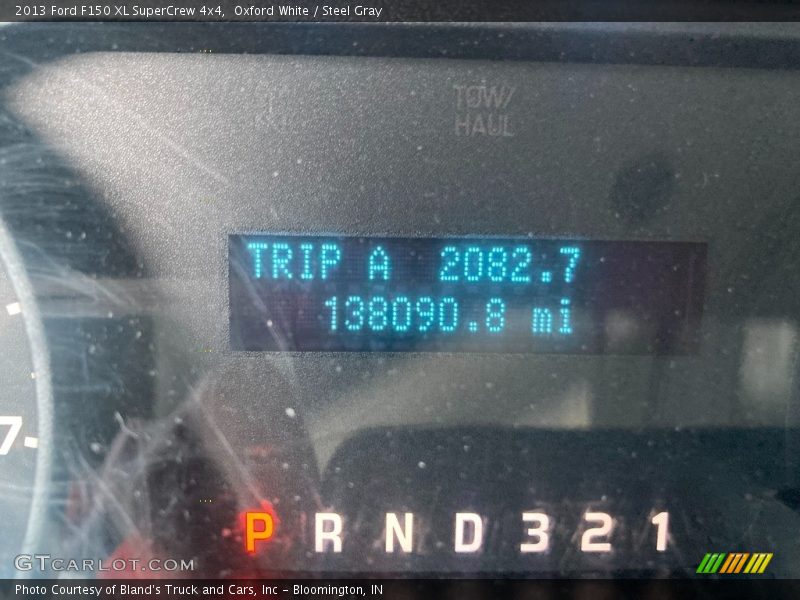 2013 Ford F150 XL SuperCrew 4x4,  Oxford White / Steel Gray
TOW/
HAUL
TRIP A 2082.7
138090.8 mi
7
P R N D 3 2 1
GTCARLOT.COM
Photo Courtesy of Bland's Truck and Cars, Inc – Bloomington, IN